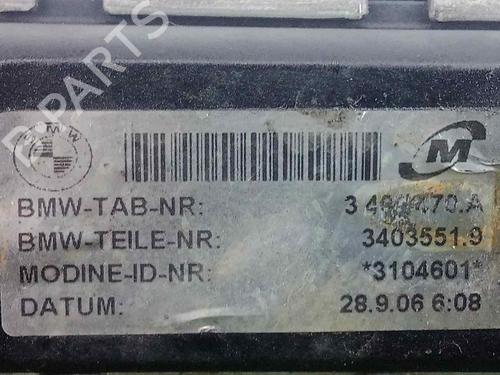 B-PARTS
BMW
M
BMW-TAB-NR:
BMW-TEILE-NR: 3403551.9
MODINE-ID-NR: *3104601*
DATUM: 28.9.06 6:08